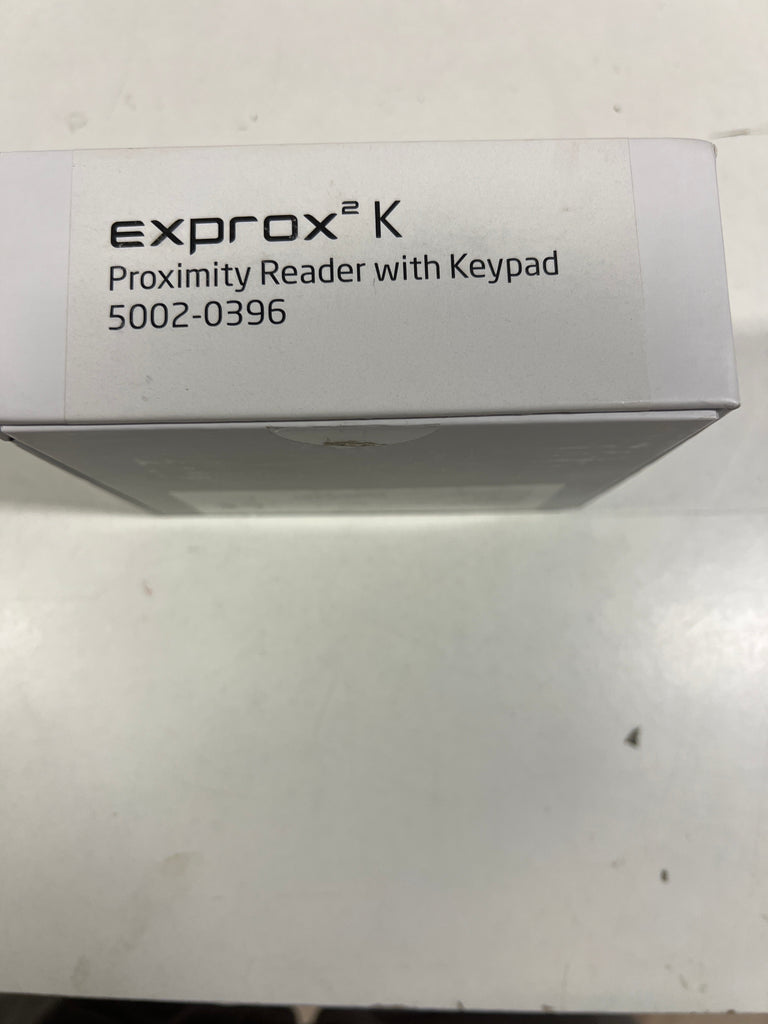 exprox² K
Proximity Reader with Keypad
5002-0396